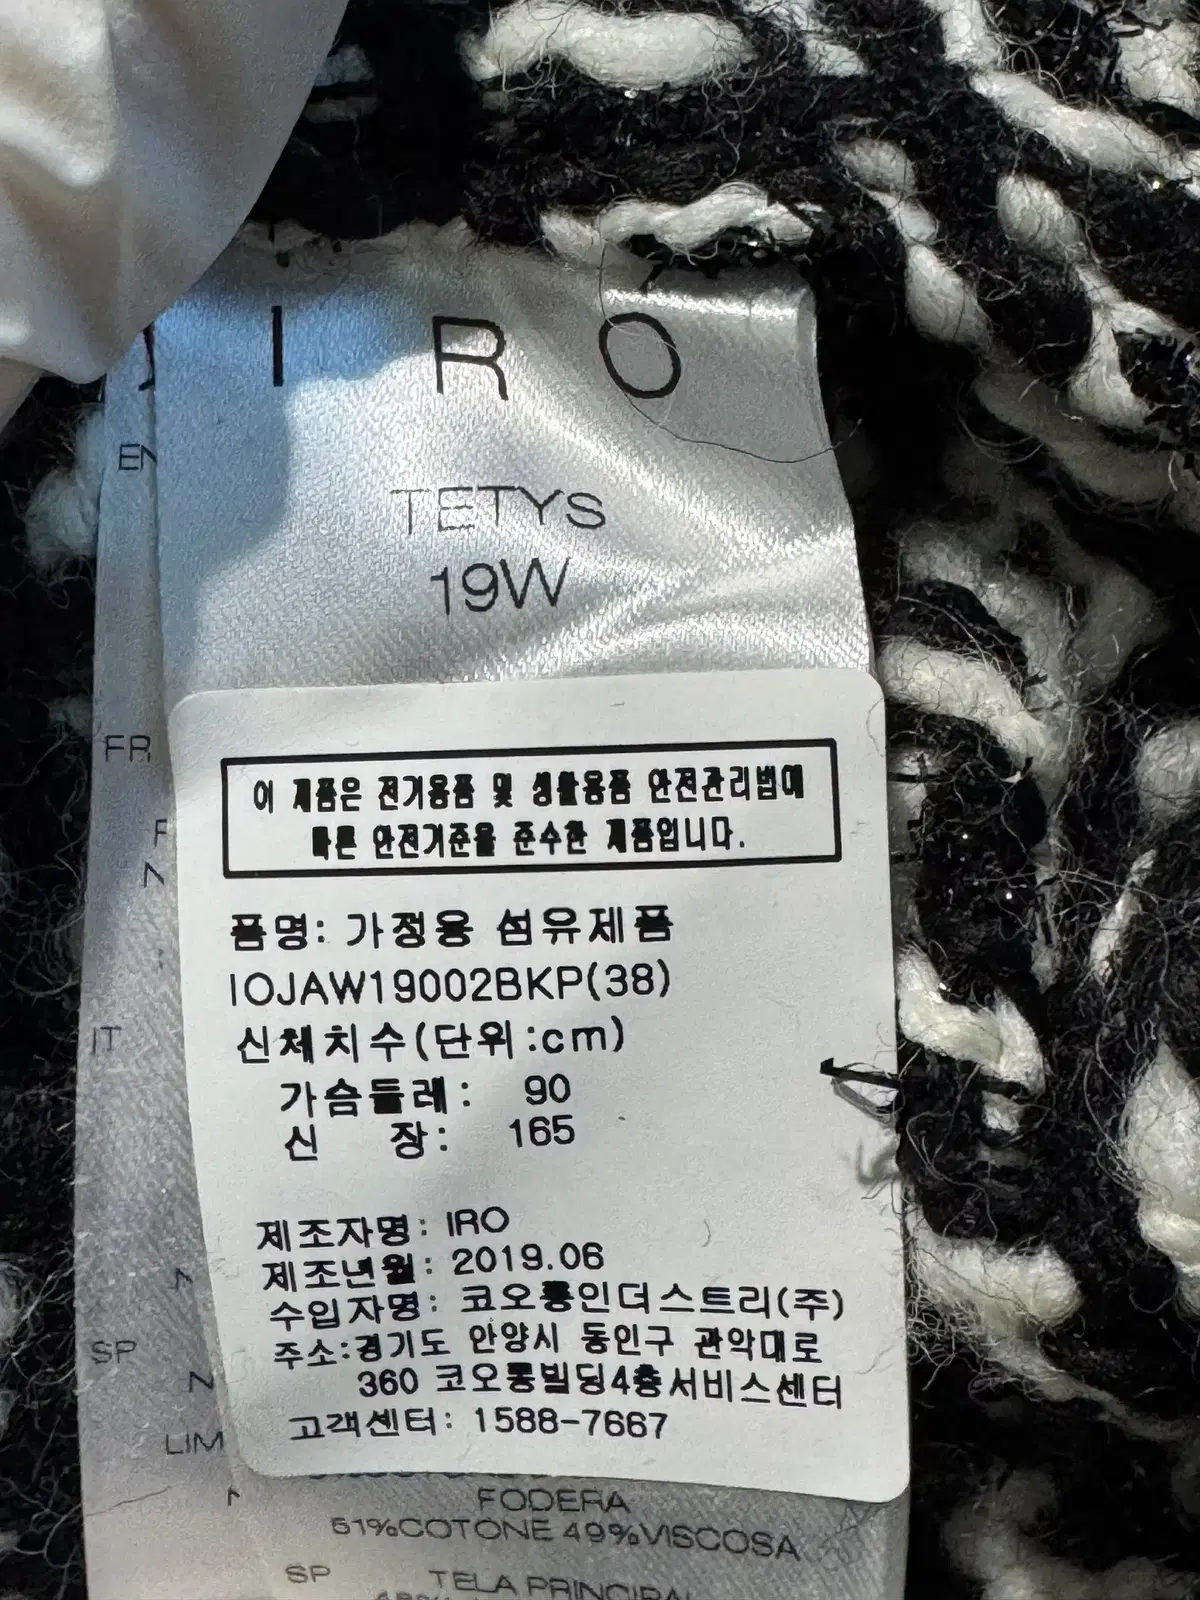 IRO
TETYS
19W
이 제품은 전기용품 및 생활용품 안전관리법에
따른 안전기준을 준수한 제품입니다.
품명: 가정용 섬유제품
IOJAW19002BKP(38)
신체치수(단위:cm)
가슴둘레: 90
신 장: 165
제조자명: IRO
제조년월: 2019.06
수입자명: 코오롱인더스트리(주)
주소:경기도 안양시 동안구 관악대로
360 코오롱빌딩4층서비스센터
고객센터: 1588-7667
FODERA
51%COTONE 49%VISCOSA
SP TELA PRINCIPAL
EN
FR
IT
SP
LIM